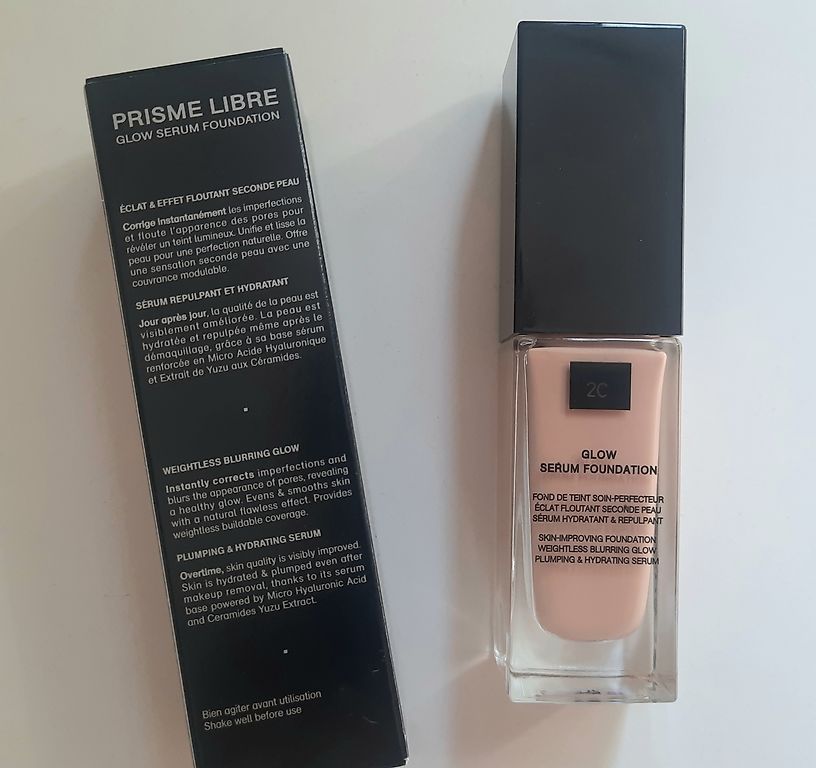 PRISME LIBRE
GLOW SERUM FOUNDATION
ÉCLAT & EFFET FLOUTANT SECONDE PEAU
Corrige instantanément les imperfections
et floute l'apparence des pores pour
révéler un teint lumineux. Unifie et lisse la
peau pour une perfection naturelle. Offre
une sensation seconde peau avec une
couvrance modulable.
SÉRUM REPULPANT ET HYDRATANT
Jour après jour, la qualité de la peau est
visiblement améliorée. La peau est
hydratée et repulpée même après le
démaquillage, grâce à sa base sérum
renforcée en Micro Acide Hyaluronique
et Extrait de Yuzu aux Céramides.
WEIGHTLESS BLURRING GLOW
Instantly corrects imperfections and
blurs the appearance of pores, revealing
a healthy glow. Evens & smooths skin
with a natural flawless effect. Provides
weightless buildable coverage.
PLUMPING & HYDRATING SERUM
Overtime, skin quality is visibly improved.
Skin is hydrated & plumped even after
makeup removal, thanks to its serum
base powered by Micro Hyaluronic Acid
and Ceramides Yuzu Extract.
Bien agiter avant utilisation
Shake well before use
2C
GLOW
SERUM FOUNDATION
FOND DE TEINT SOIN-PERFECTEUR
ÉCLAT FLOUTANT SECONDE PEAU
SÉRUM HYDRATANT & REPULPANT
SKIN-IMPROVING FOUNDATION
WEIGHTLESS BLURRING GLOW
PLUMPING & HYDRATING SERUM